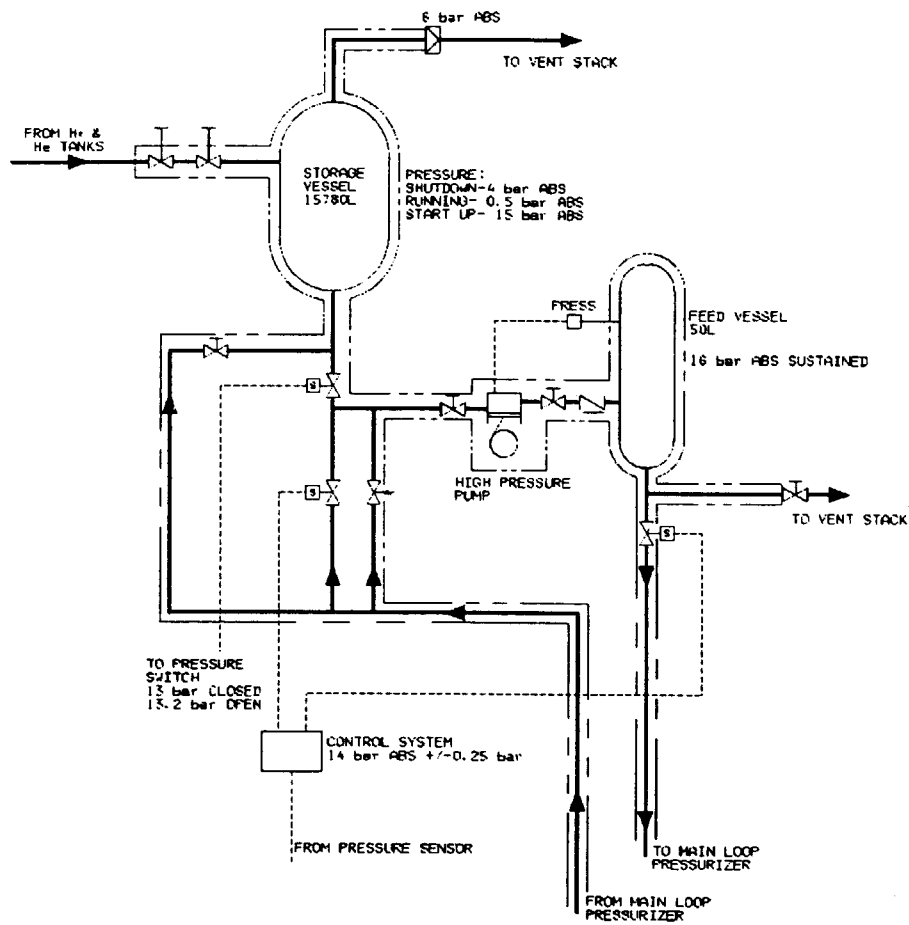 6 bar ABS
TO VENT STACK
FROM H2 &
He TANKS
STORAGE
VESSEL
15780L
PRESSURE:
SHUTDOWN-4 bar ABS
RUNNING- 0.5 bar ABS
START UP- 15 bar ABS
PRESS
FEED VESSEL
50L
16 bar ABS SUSTAINED
S
HIGH PRESSURE
PUMP
S
TO VENT STACK
S
TO PRESSURE
SWITCH
13 bar CLOSED
13.2 bar OPEN
CONTROL SYSTEM
14 bar ABS +/-0.25 bar
FROM PRESSURE SENSOR
TO MAIN LOOP
PRESSURIZER
FROM MAIN LOOP
PRESSURIZER